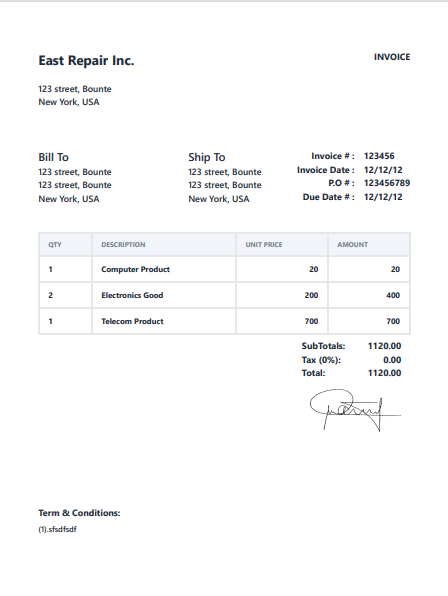 East Repair Inc.
INVOICE
123 street, Bounte
New York, USA
Bill To
123 street, Bounte
123 street, Bounte
New York, USA
Ship To
123 street, Bounte
123 street, Bounte
New York, USA
Invoice # : 123456
Invoice Date : 12/12/12
P.O # : 123456789
Due Date # : 12/12/12
QTY DESCRIPTION UNIT PRICE AMOUNT
1 Computer Product 20 20
2 Electronics Good 200 400
1 Telecom Product 700 700
SubTotals: 1120.00
Tax (0%): 0.00
Total: 1120.00
Term & Conditions:
(1).sfsdfsdf